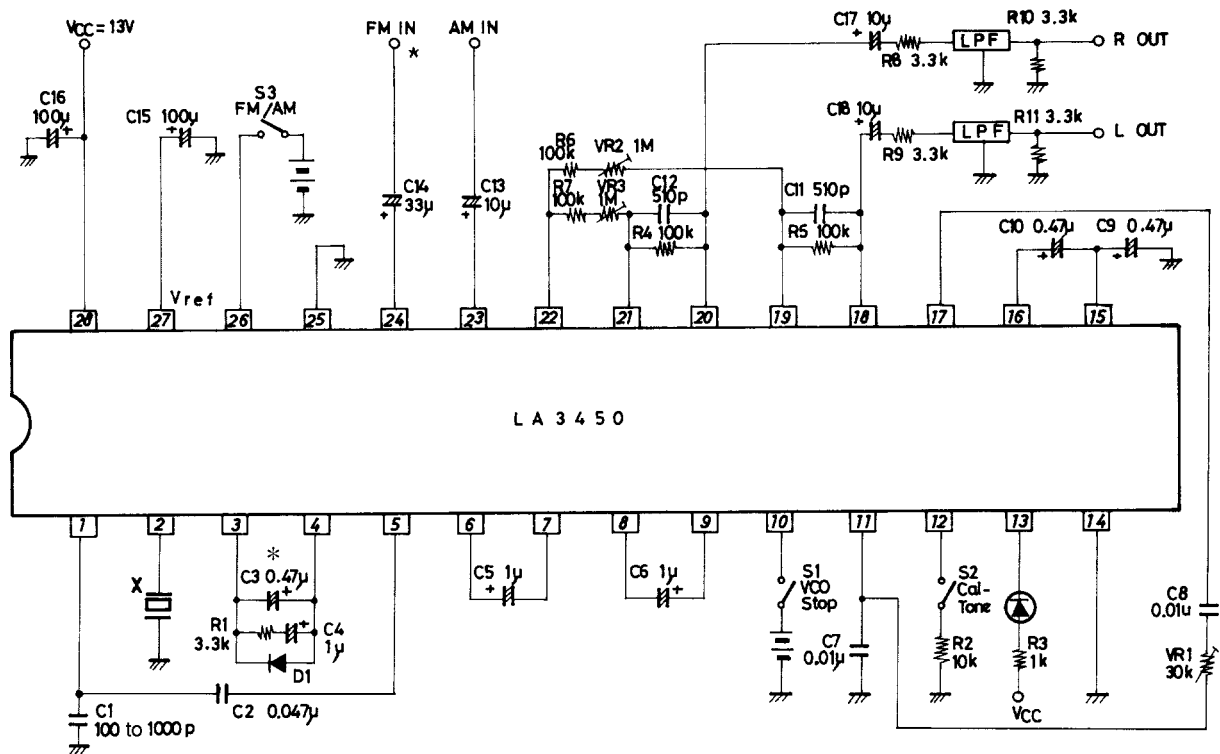 VCC = 13V
FM IN
*
AM IN
C17 10µ
R8 3.3k
LPF
R10 3.3k
R OUT
C16
100µ
+
C15 100µ
+
S3
FM/AM
C18 10µ
+
R9 3.3k
LPF
R11 3.3k
L OUT
R6
100k
VR2 1M
R7
100k
VR3
1M
C12
510p
R4 100k
C11 510p
R5 100k
C14
33µ
+
C13
10µ
+
C10 0.47µ
+
C9 0.47µ
+
Vref
28 27 26 25 24 23 22 21 20 19 18 17 16 15
LA3450
1 2 3 4 5 6 7 8 9 10 11 12 13 14
X
*
C3 0.47µ
+
R1
3.3k
+
C4
1µ
D1
C5 1µ
+
C6 1µ
+
S1
VCO
Stop
C7
0.01µ
S2
Cal-
Tone
R2
10k
R3
1k
VCC
C8
0.01u
VR1
30k
C2 0.047µ
C1
100 to 1000p